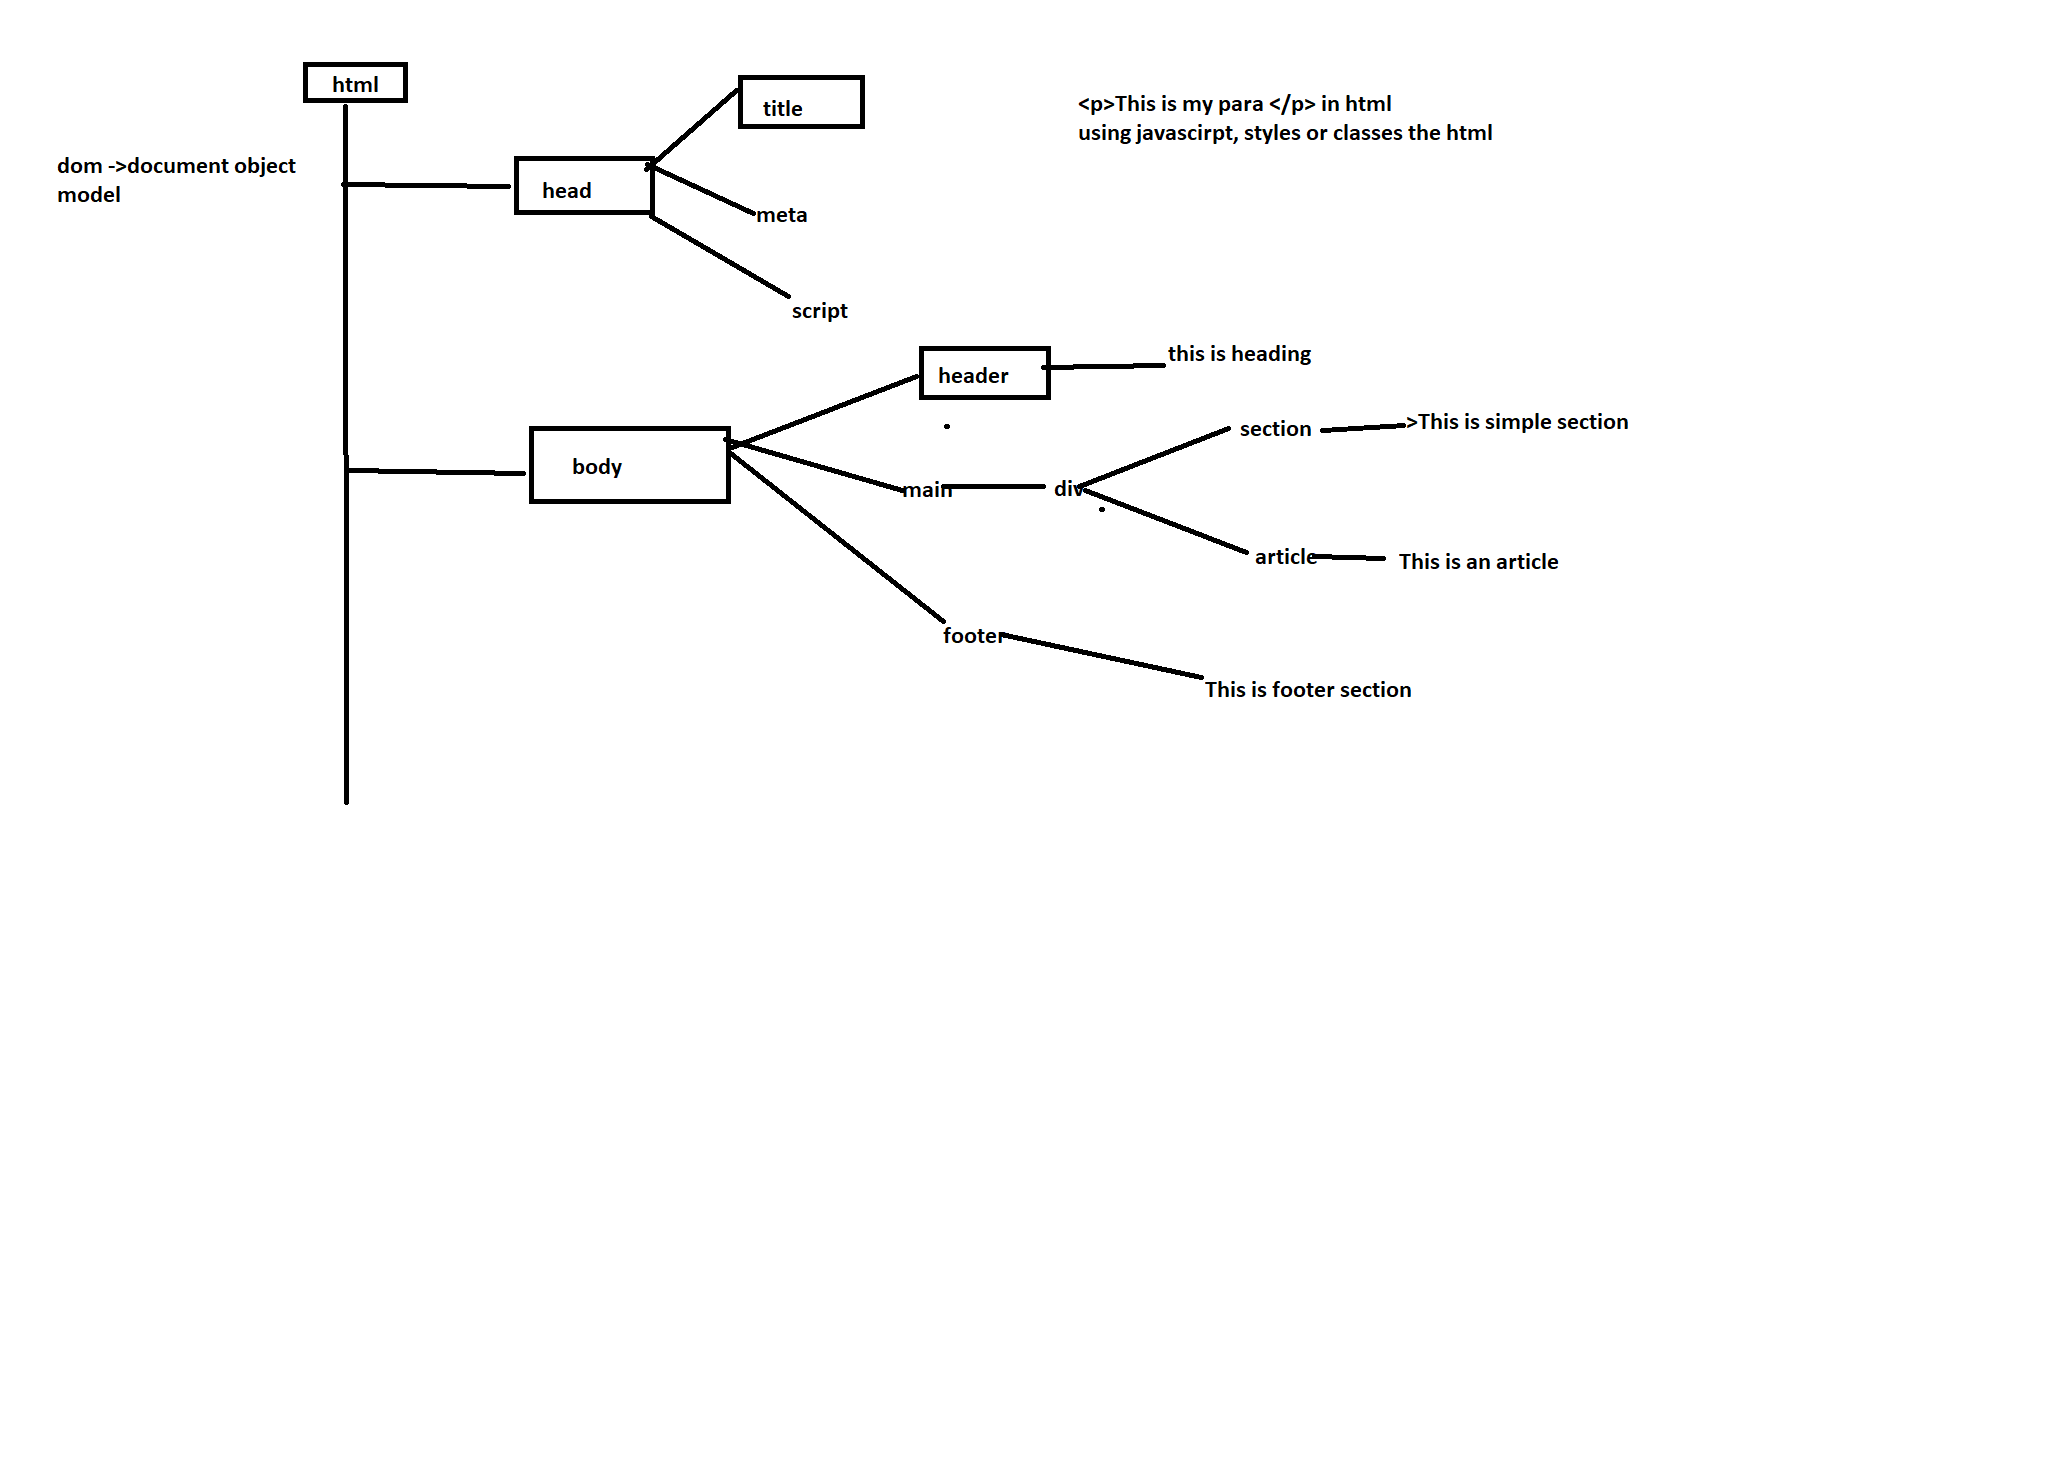 html
title
<p>This is my para </p> in html
using javascirpt, styles or classes the html
dom ->document object
model
head
meta
script
this is heading
header
section
>This is simple section
body
main
div
article
This is an article
footer
This is footer section